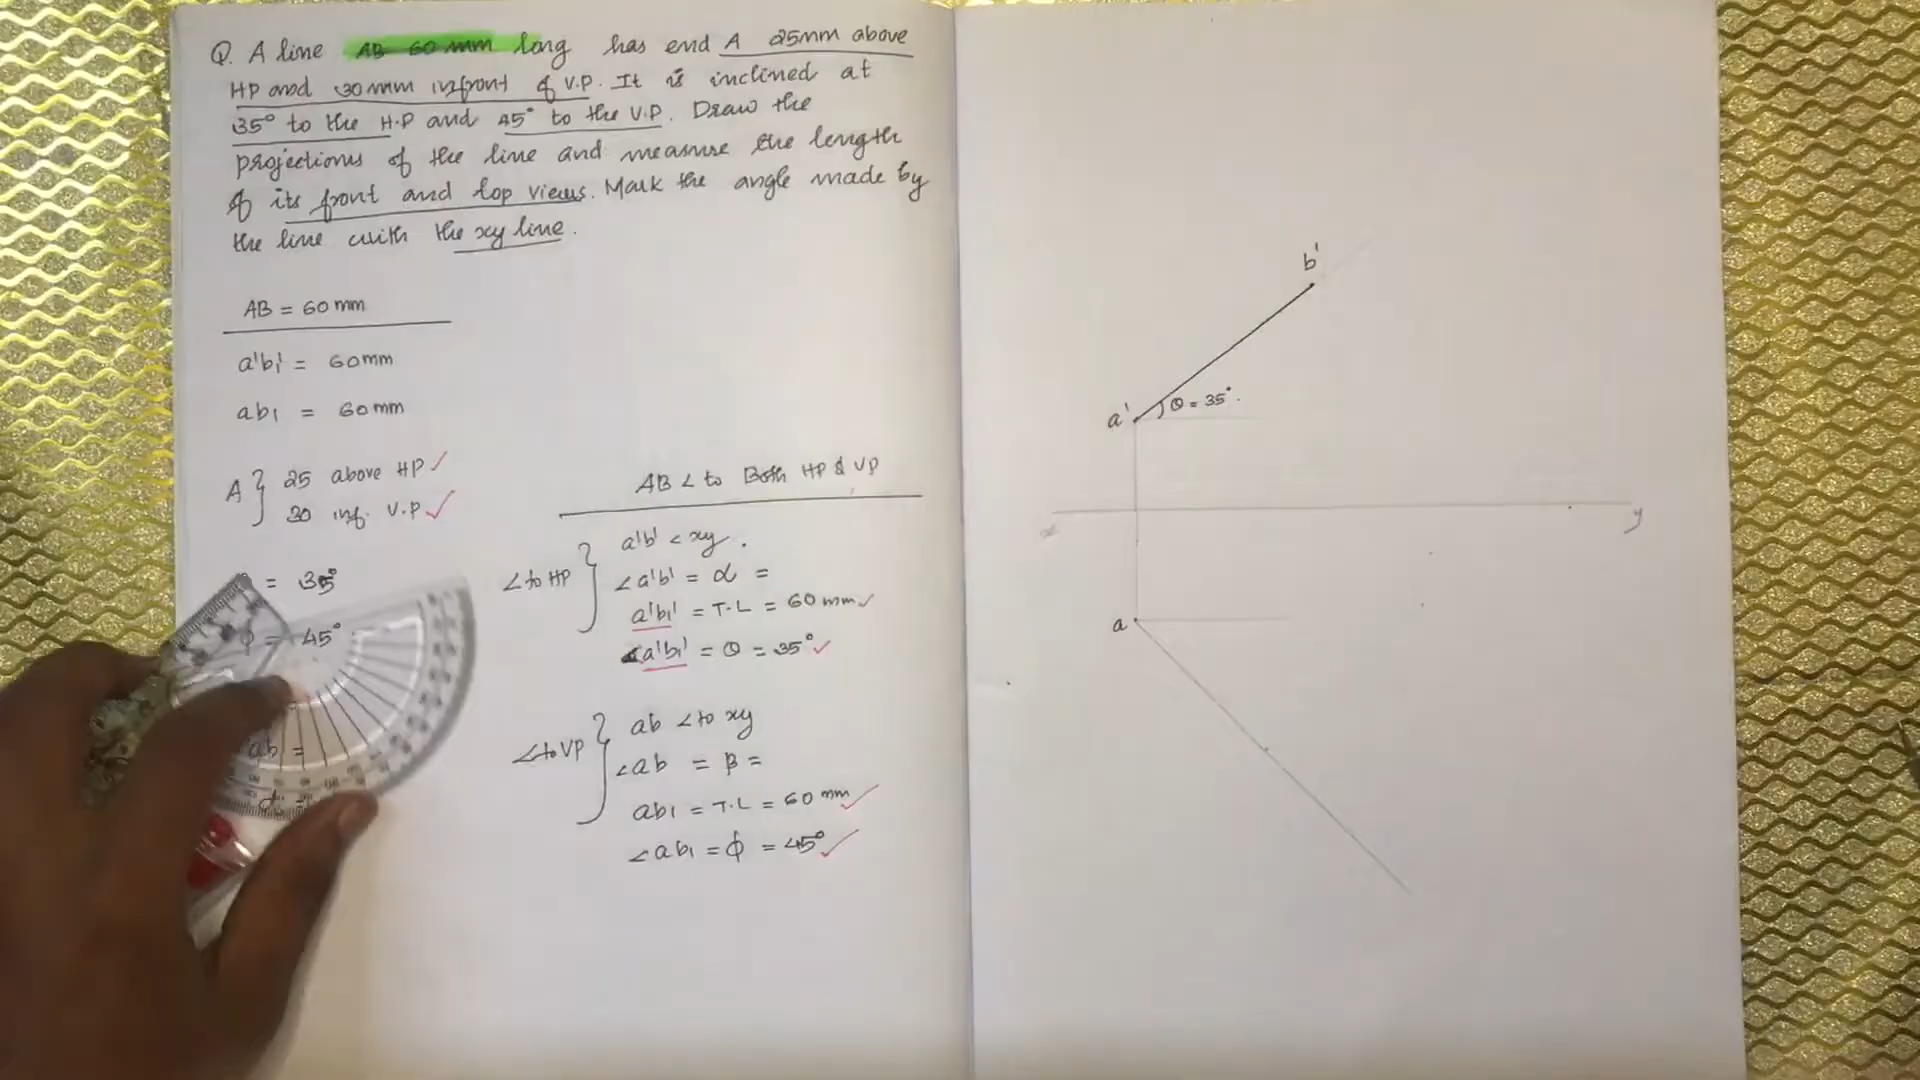 Q. A line AB 60 mm long has end A 25mm above
HP and 30 mm infront of V.P. It is inclined at
35° to the H.P and 45° to the V.P. Draw the
projections of the line and measure the length
of its front and top views. Mark the angle made by
the line with the xy line.
AB = 60 mm
a'b₁' = 60mm
ab₁ = 60mm
A } 25 above HP ✓
30 inf. V.P ✓
= 35°
ϕ = 45°
ab =
AB ∠ to Both HP & VP
∠ to HP
a'b' < xy.
∠a'b' = α =
a'b₁' = T.L = 60 mm ✓
∠a'b₁' = θ = 35° ✓
∠to VP
ab ∠to xy
∠ab = β =
ab₁ = T.L = 60 mm ✓
∠ab₁ = ϕ = 45° ✓
b'
a' θ = 35°.
x y
a